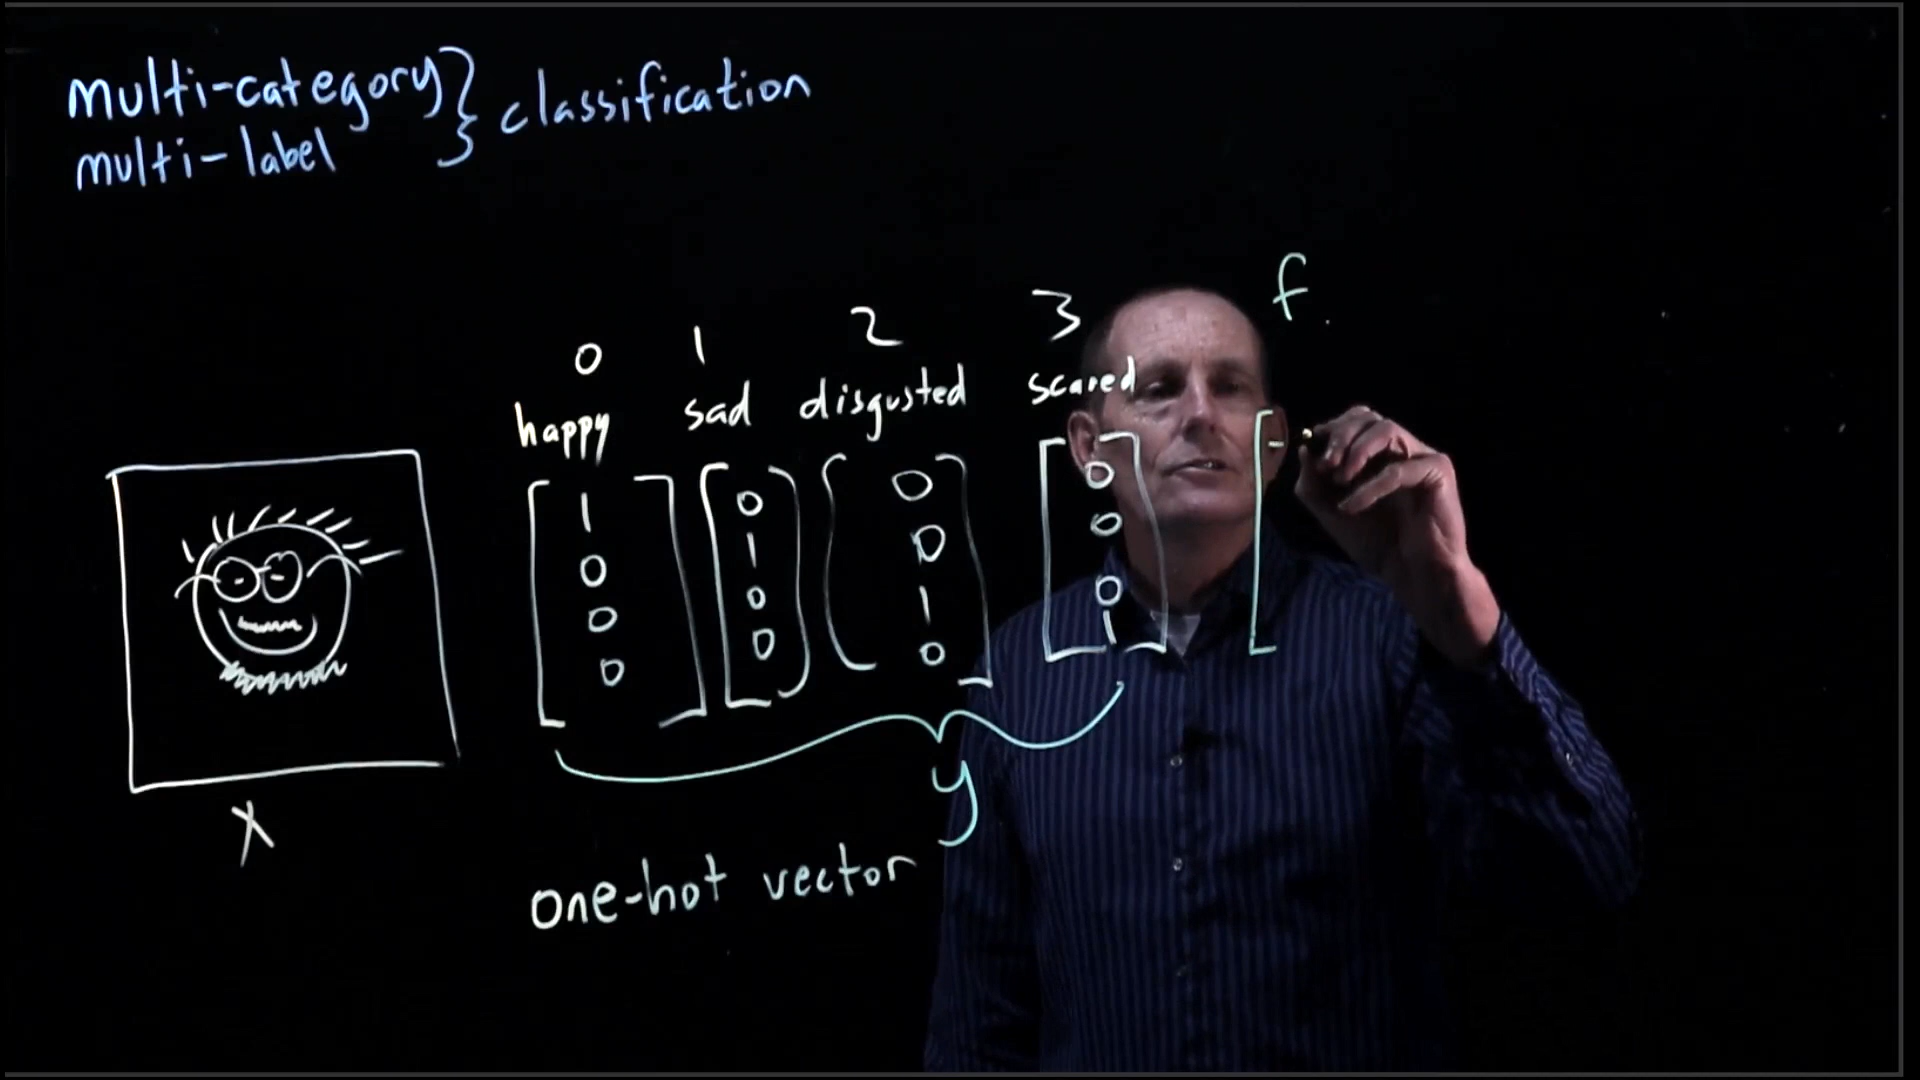 multi-category } classification
multi-label
f
0 1 2 3
happy sad disgusted scared
[ 1 ] [ 0 ] [ 0 ] [ 0 ] [ -
0 1 0 0
0 0 1 0
0 0 0 1
y
X
one-hot vector